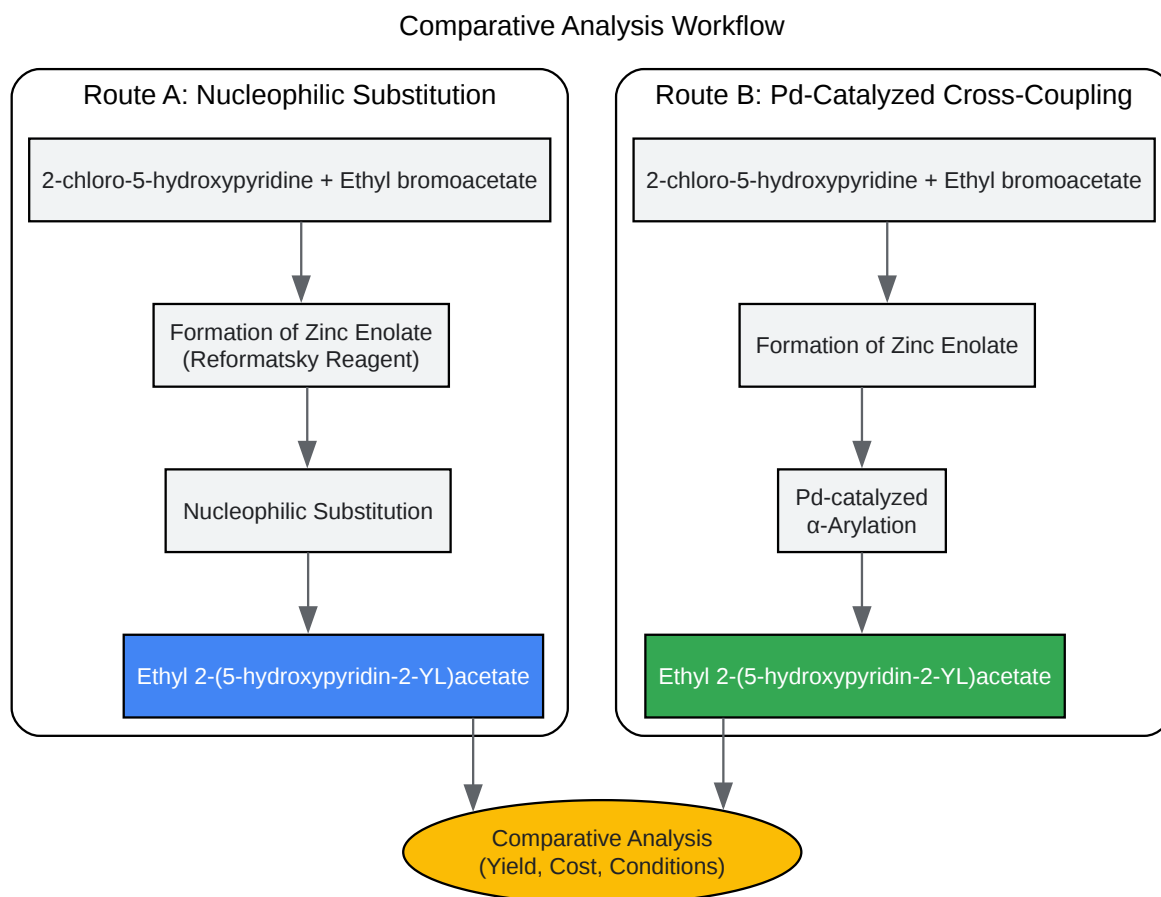 Comparative Analysis Workflow
Route A: Nucleophilic Substitution
2-chloro-5-hydroxypyridine + Ethyl bromoacetate
Formation of Zinc Enolate
(Reformatsky Reagent)
Nucleophilic Substitution
Ethyl 2-(5-hydroxypyridin-2-YL)acetate
Route B: Pd-Catalyzed Cross-Coupling
2-chloro-5-hydroxypyridine + Ethyl bromoacetate
Formation of Zinc Enolate
Pd-catalyzed
α-Arylation
Ethyl 2-(5-hydroxypyridin-2-YL)acetate
Comparative Analysis
(Yield, Cost, Conditions)